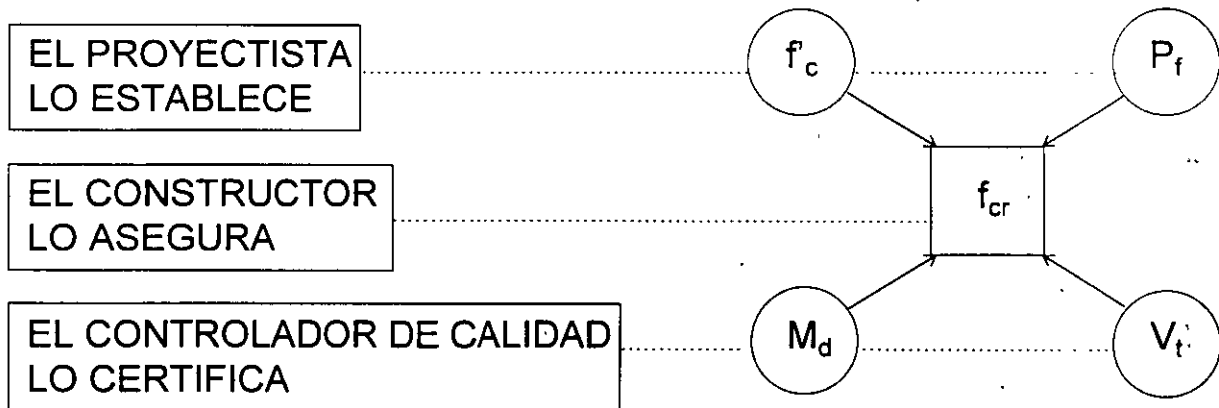 EL PROYECTISTA
LO ESTABLECE
f'c
Pf
EL CONSTRUCTOR
LO ASEGURA
fcr
EL CONTROLADOR DE CALIDAD
LO CERTIFICA
Md
Vt